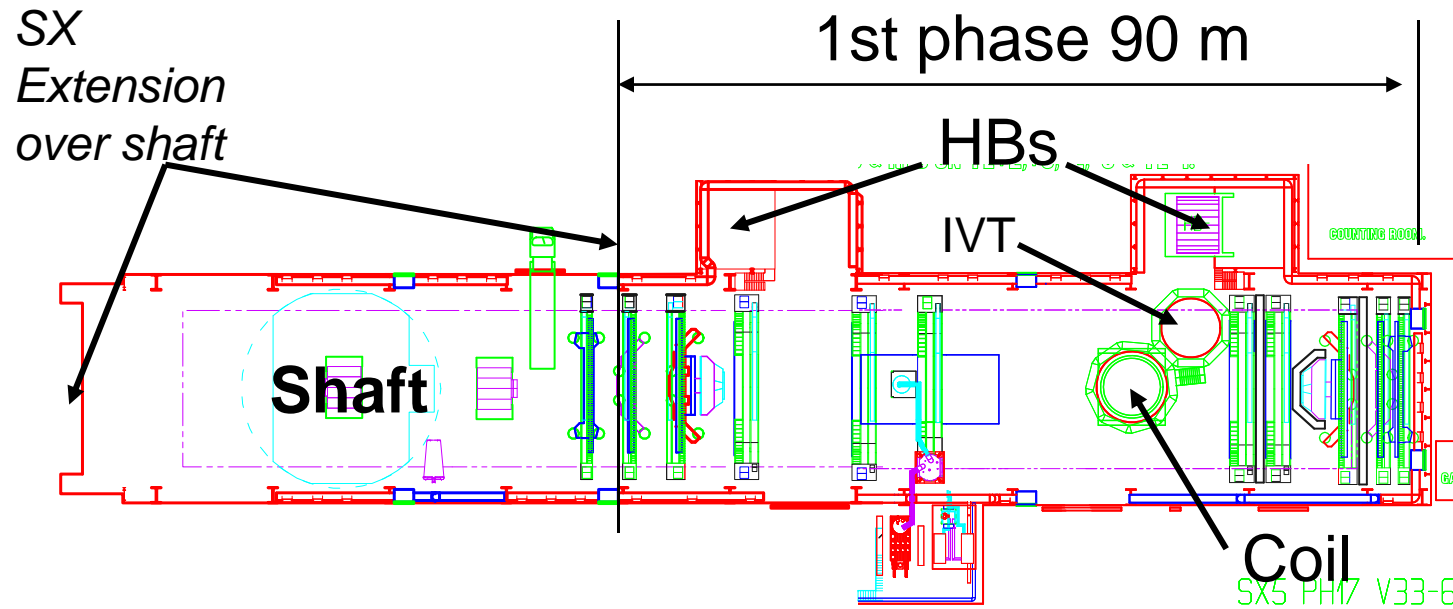 SX
Extension
over shaft
1st phase 90 m
HBs
IVT
COUNTING ROOM.
Shaft
Coil
SX5 PH17 V33-6